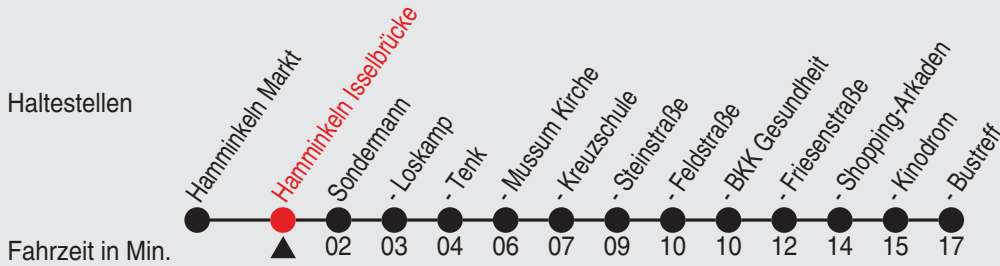 Haltestellen
Hamminkeln Markt
Hamminkeln Isselbrücke
Sondermann
- Loskamp
- Tenk
- Mussum Kirche
- Kreuzschule
- Steinstraße
- Feldstraße
- BKK Gesundheit
- Friesenstraße
- Shopping-Arkaden
- Kinodrom
- Bustreff
Fahrzeit in Min. 02 03 04 06 07 09 10 10 12 14 15 17